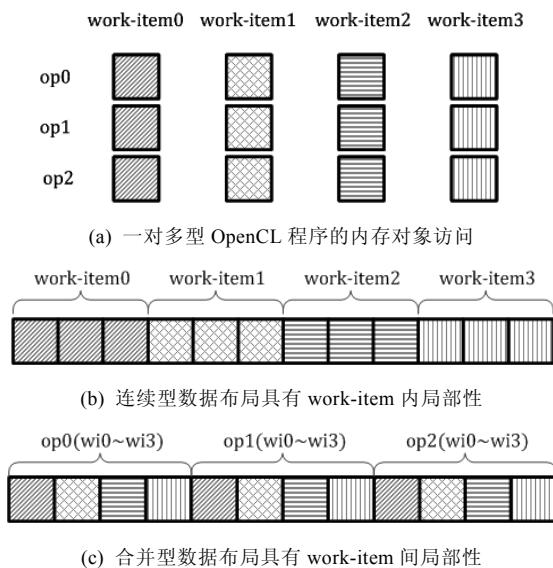 work-item0 work-item1 work-item2 work-item3
op0
op1
op2
(a) 一对多型 OpenCL 程序的内存对象访问
work-item0 work-item1 work-item2 work-item3
(b) 连续型数据布局具有 work-item 内局部性
op0(wi0~wi3) op1(wi0~wi3) op2(wi0~wi3)
(c) 合并型数据布局具有 work-item 间局部性